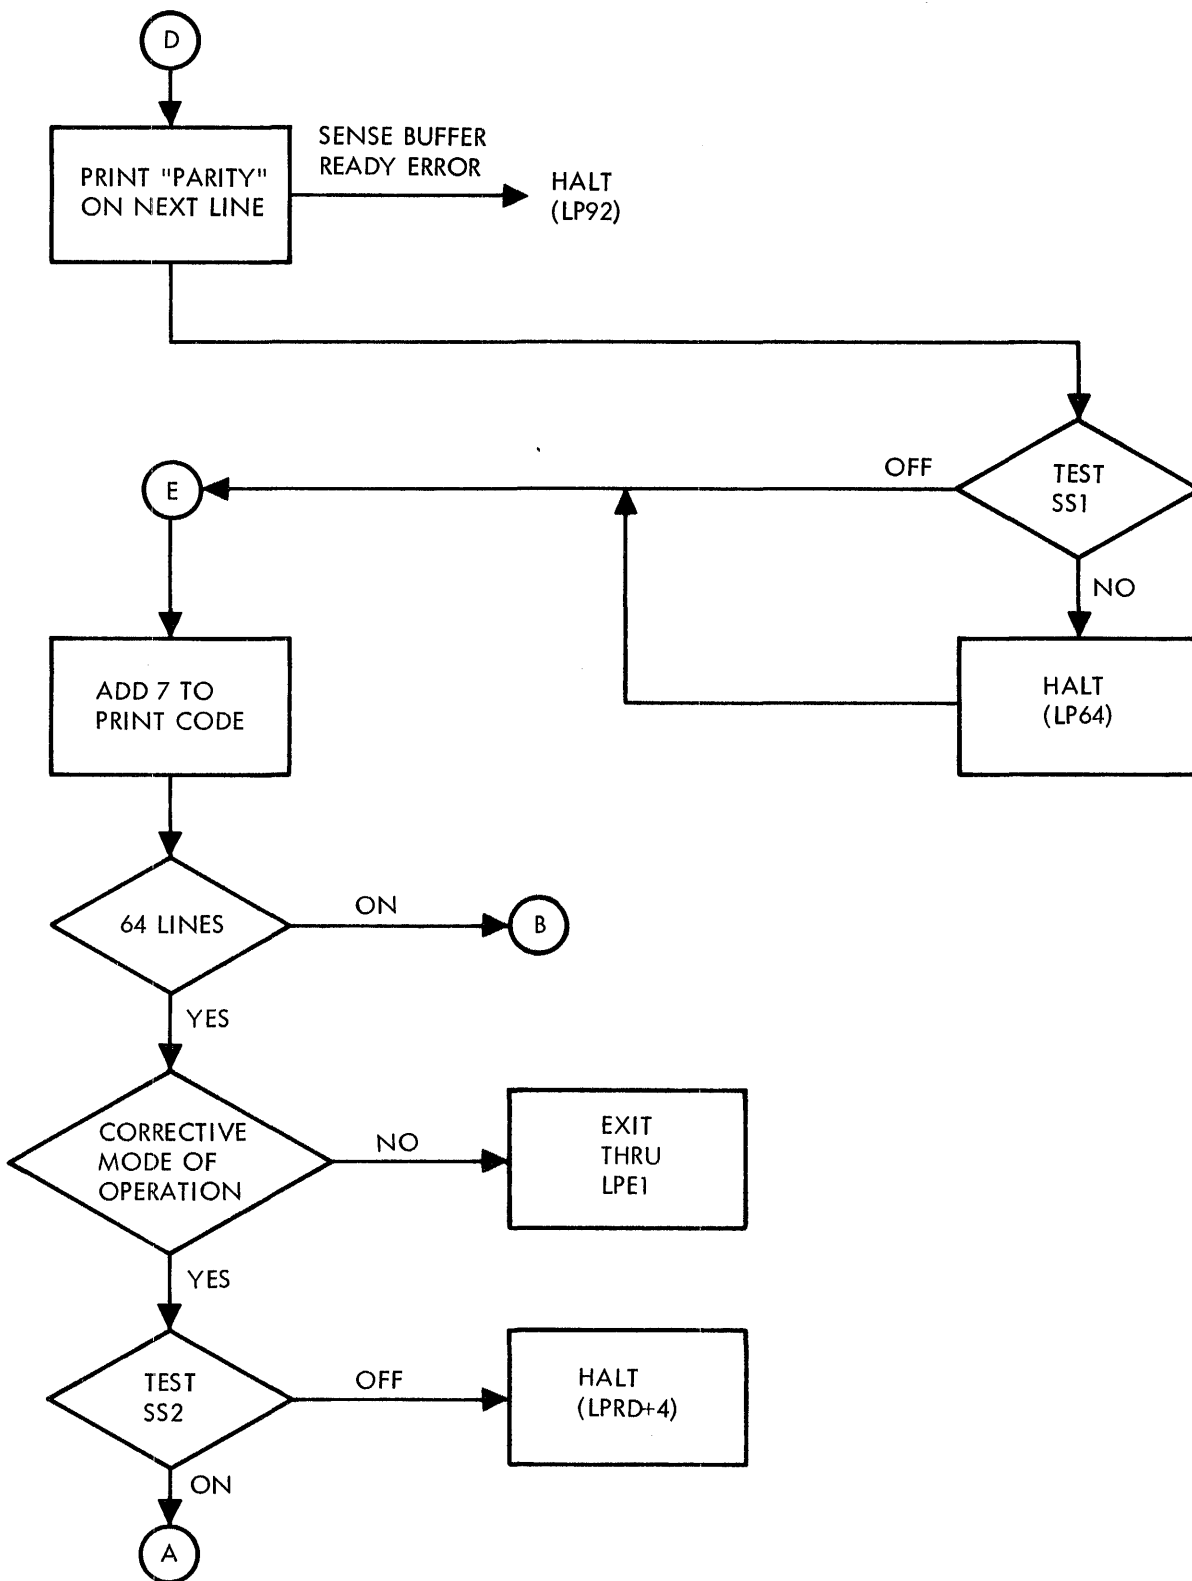 D
PRINT "PARITY"
ON NEXT LINE
SENSE BUFFER
READY ERROR
HALT
(LP92)
TEST
SS1
OFF
E
NO
HALT
(LP64)
ADD 7 TO
PRINT CODE
64 LINES
ON
B
YES
CORRECTIVE
MODE OF
OPERATION
NO
EXIT
THRU
LPE1
YES
TEST
SS2
OFF
HALT
(LPRD+4)
ON
A